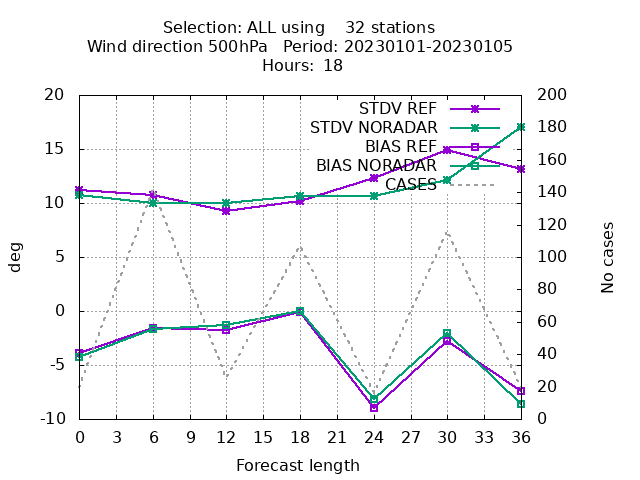 Selection: ALL using    32 stations
Wind direction 500hPa   Period: 20230101-20230105
Hours: 18
STDV REF
STDV NORADAR
BIAS REF
BIAS NORADAR
CASES
20
15
10
5
0
-5
-10
200
180
160
140
120
100
80
60
40
20
0
deg
No cases
0 3 6 9 12 15 18 21 24 27 30 33 36
Forecast length